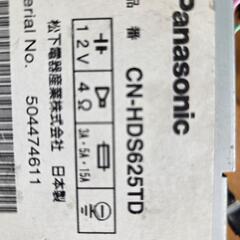 Panasonic
品 番 CN-HDS625TD
12V 4Ω 3A·5A·15A
松下電器産業株式会社 日本製
erial No. 504474611